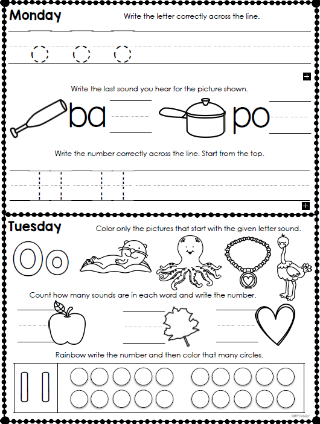 Monday
Write the letter correctly across the line.
o o o
Write the last sound you hear for the picture shown.
ba
po
Write the number correctly across the line. Start from the top.
11 11
Tuesday
Color only the pictures that start with the given letter sound.
Oo
Count how many sounds are in each word and write the number.
Rainbow write the number and then color that many circles.
11